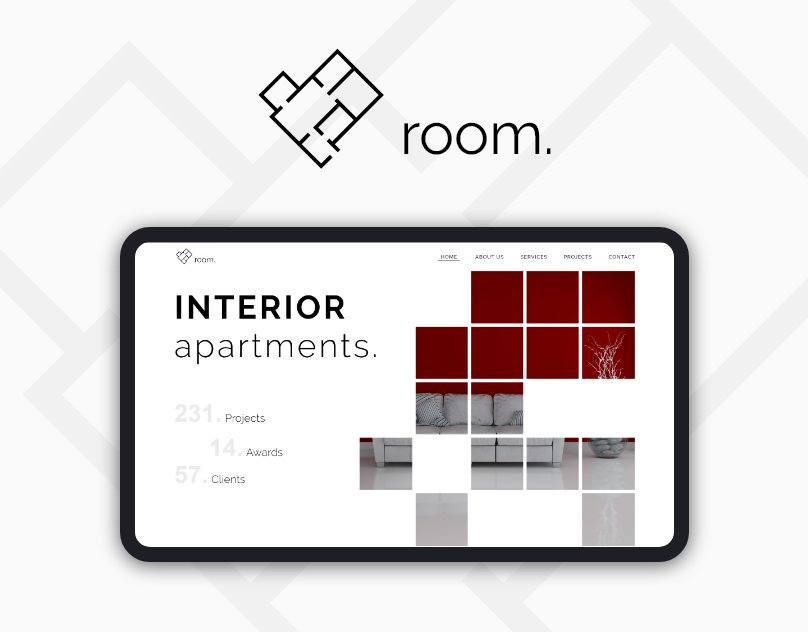 room.
room.
HOME ABOUT US SERVICES PROJECTS CONTACT
INTERIOR
apartments.
231. Projects
14. Awards
57. Clients